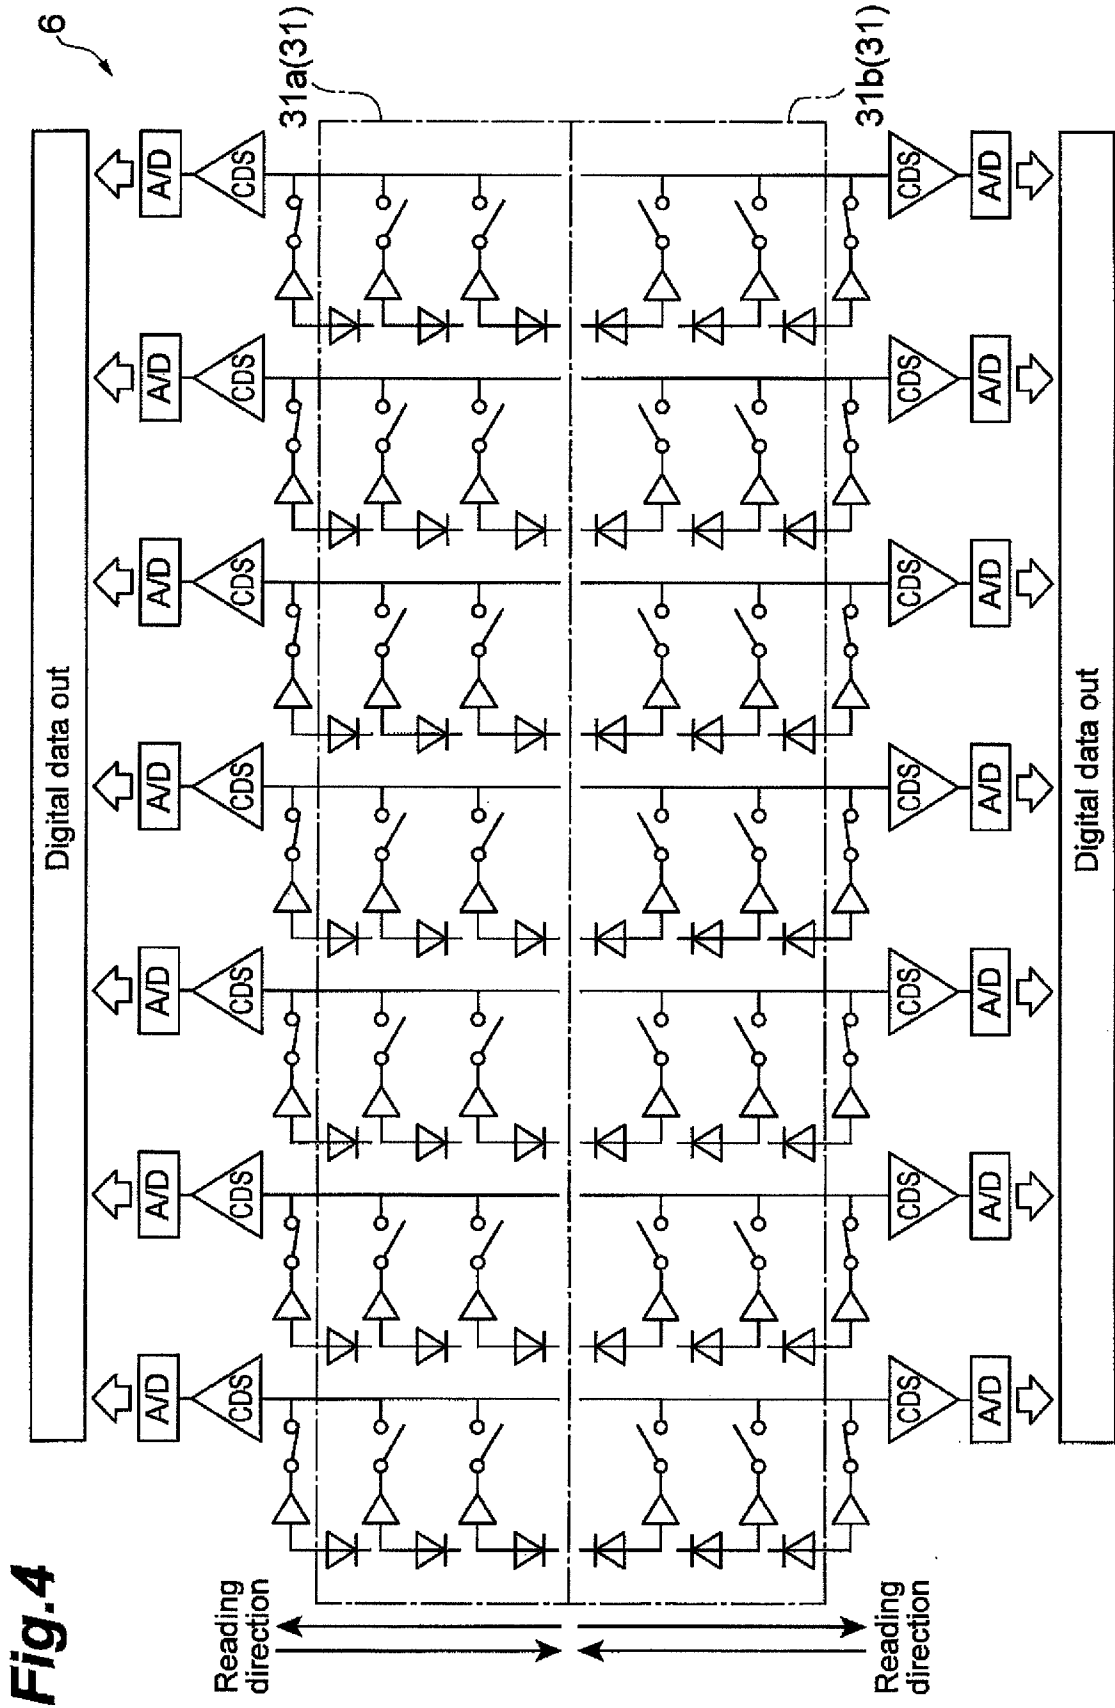 Fig.4
6
Digital data out
A/D
A/D
A/D
A/D
A/D
A/D
A/D
CDS
CDS
CDS
CDS
CDS
CDS
CDS
31a(31)
Reading
direction
Reading
direction
31b(31)
CDS
CDS
CDS
CDS
CDS
CDS
CDS
A/D
A/D
A/D
A/D
A/D
A/D
A/D
Digital data out